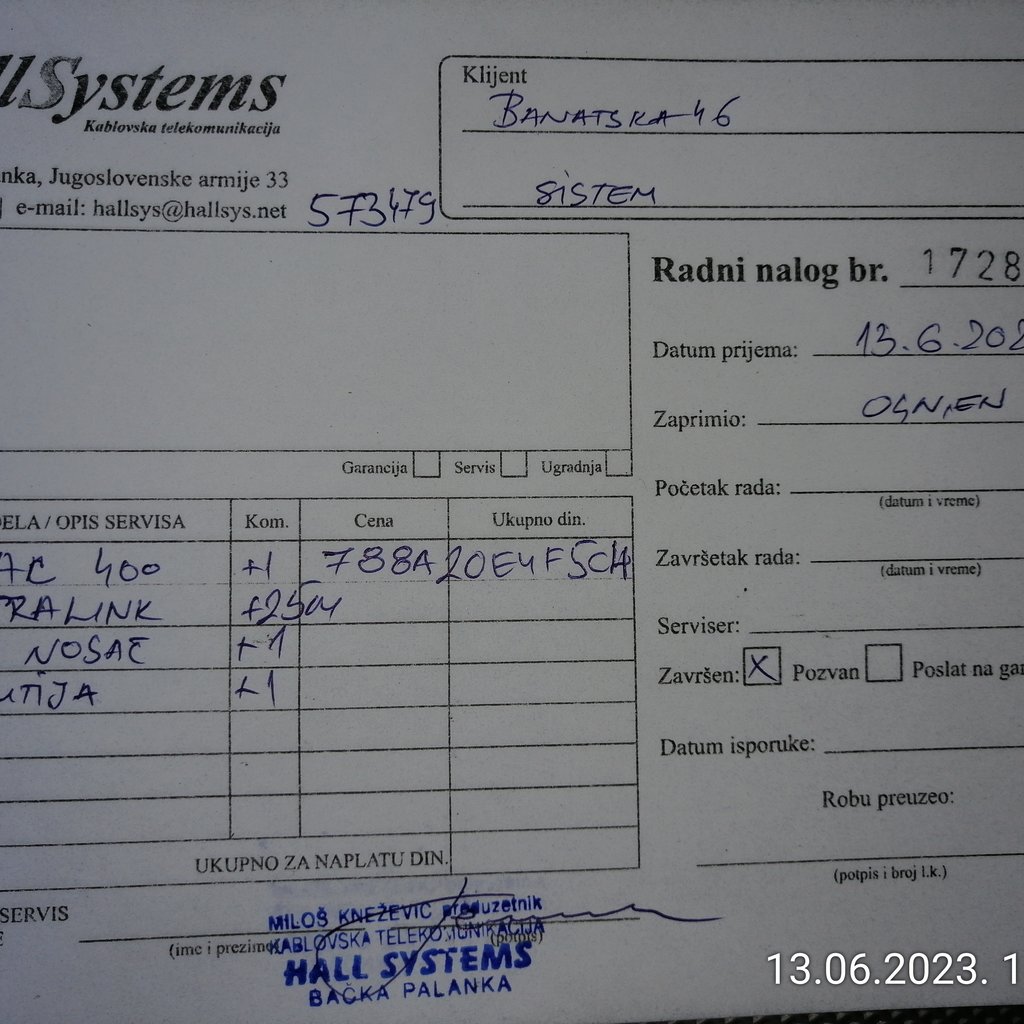 llSystems
Kablovska telekomunikacija
nka, Jugoslovenske armije 33
e-mail: hallsys@hallsys.net
573479
Klijent
BANATSKA 46
SISTEM
Radni nalog br. 1728
Datum prijema: 13.6.202
Zaprimio: OGNJEN
Početak rada:
(datum i vreme)
Završetak rada:
(datum i vreme)
Serviser:
Završen: X Pozvan Poslat na gar
Datum isporuke:
Robu preuzeo:
(potpis i broj l.k.)
Garancija Servis Ugradnja
DELA / OPIS SERVISA Kom. Cena Ukupno din.
AC 400 +1 788A20E4F5C4
RALINK +25m
NOSAČ +1
UTIJA +1
UKUPNO ZA NAPLATU DIN.
SERVIS
E
(ime i prezime)
(potpis)
MILOŠ KNEŽEVIĆ preduzetnik
KABLOVSKA TELEKOMUNIKACIJA
HALL SYSTEMS
BAČKA PALANKA
13.06.2023. 1